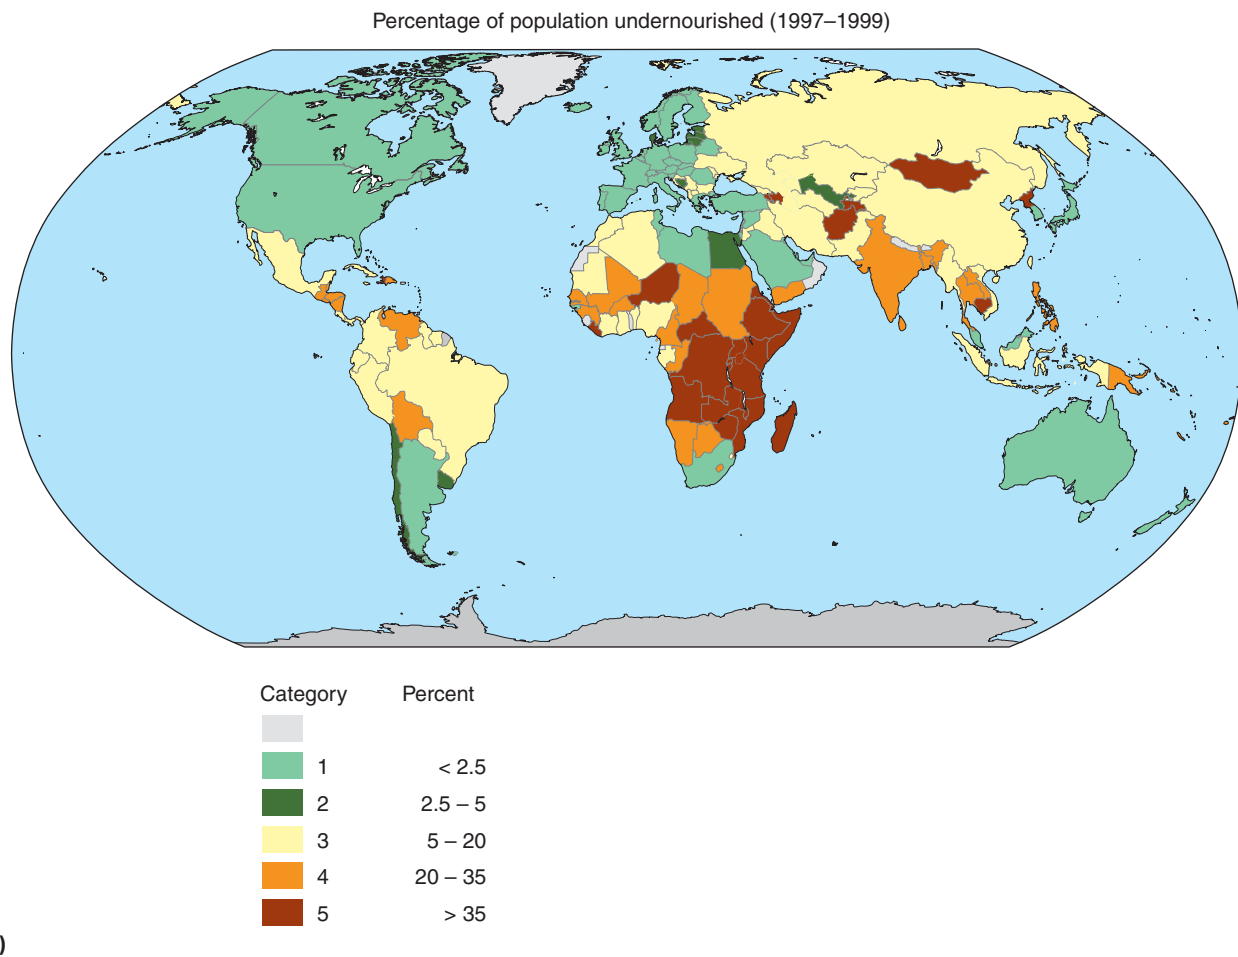 Percentage of population undernourished (1997–1999)
Category Percent
1 < 2.5
2 2.5 – 5
3 5 – 20
4 20 – 35
5 > 35
)